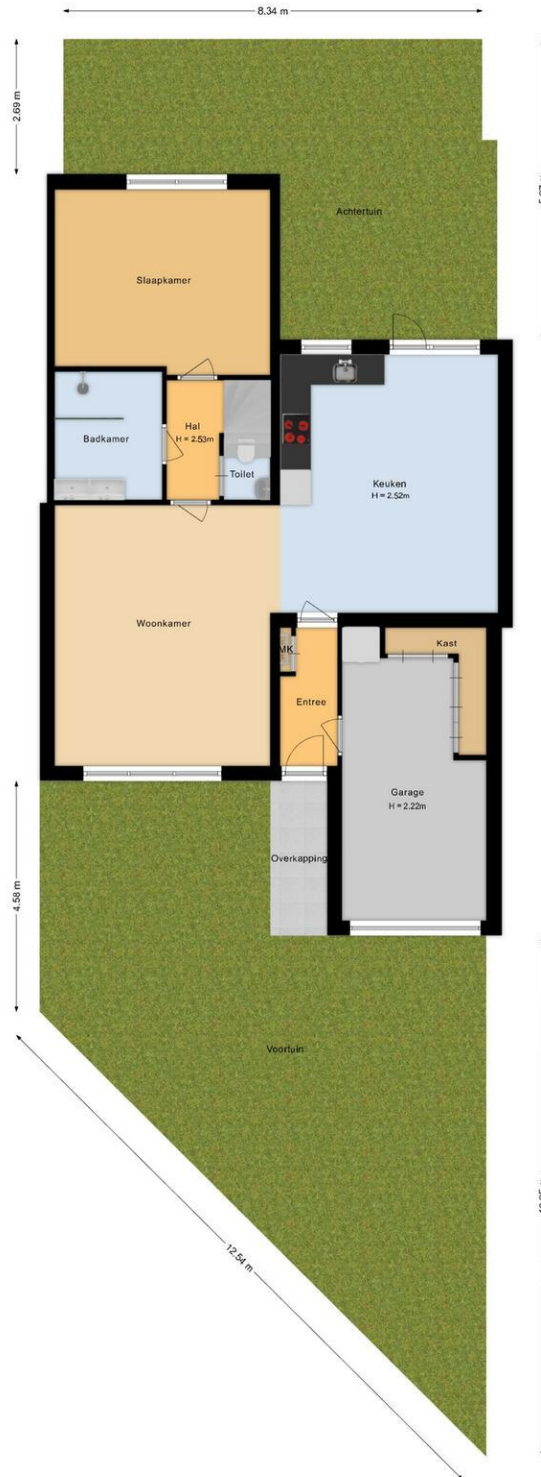 8.34 m
2.69 m
Achtertuin
Slaapkamer
Badkamer
Hal
H = 2.53m
Toilet
Keuken
H = 2.52m
Woonkamer
MK
Kast
Entree
Garage
H = 2.22m
Overkapping
4.58 m
Voortuin
12.54 m